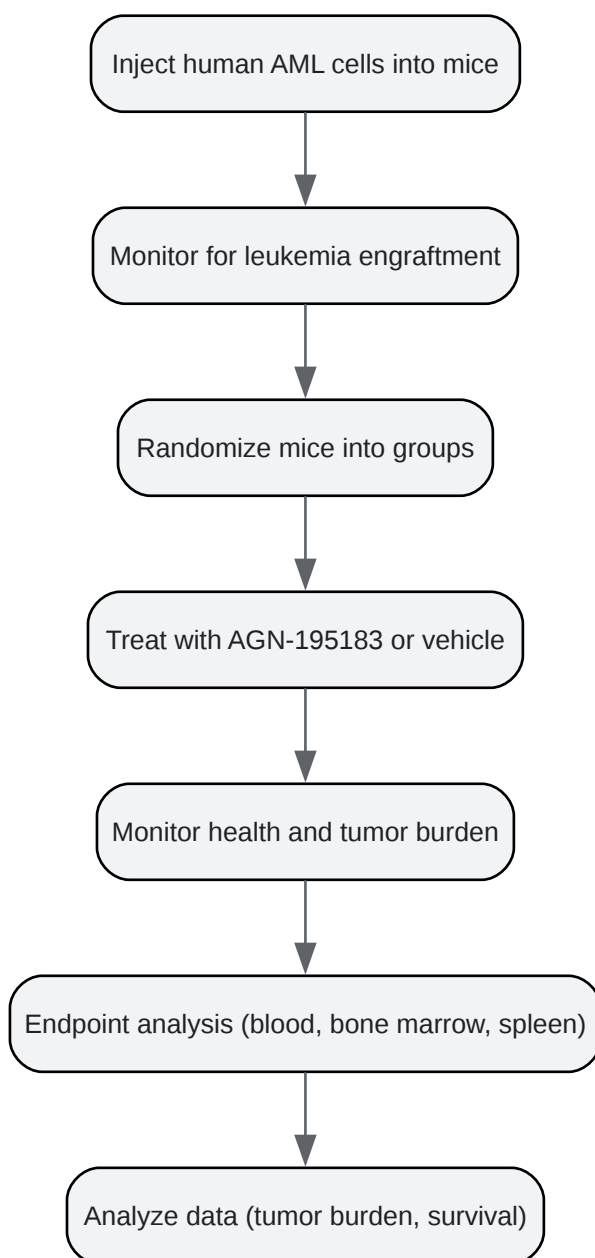 Inject human AML cells into mice
Monitor for leukemia engraftment
Randomize mice into groups
Treat with AGN-195183 or vehicle
Monitor health and tumor burden
Endpoint analysis (blood, bone marrow, spleen)
Analyze data (tumor burden, survival)